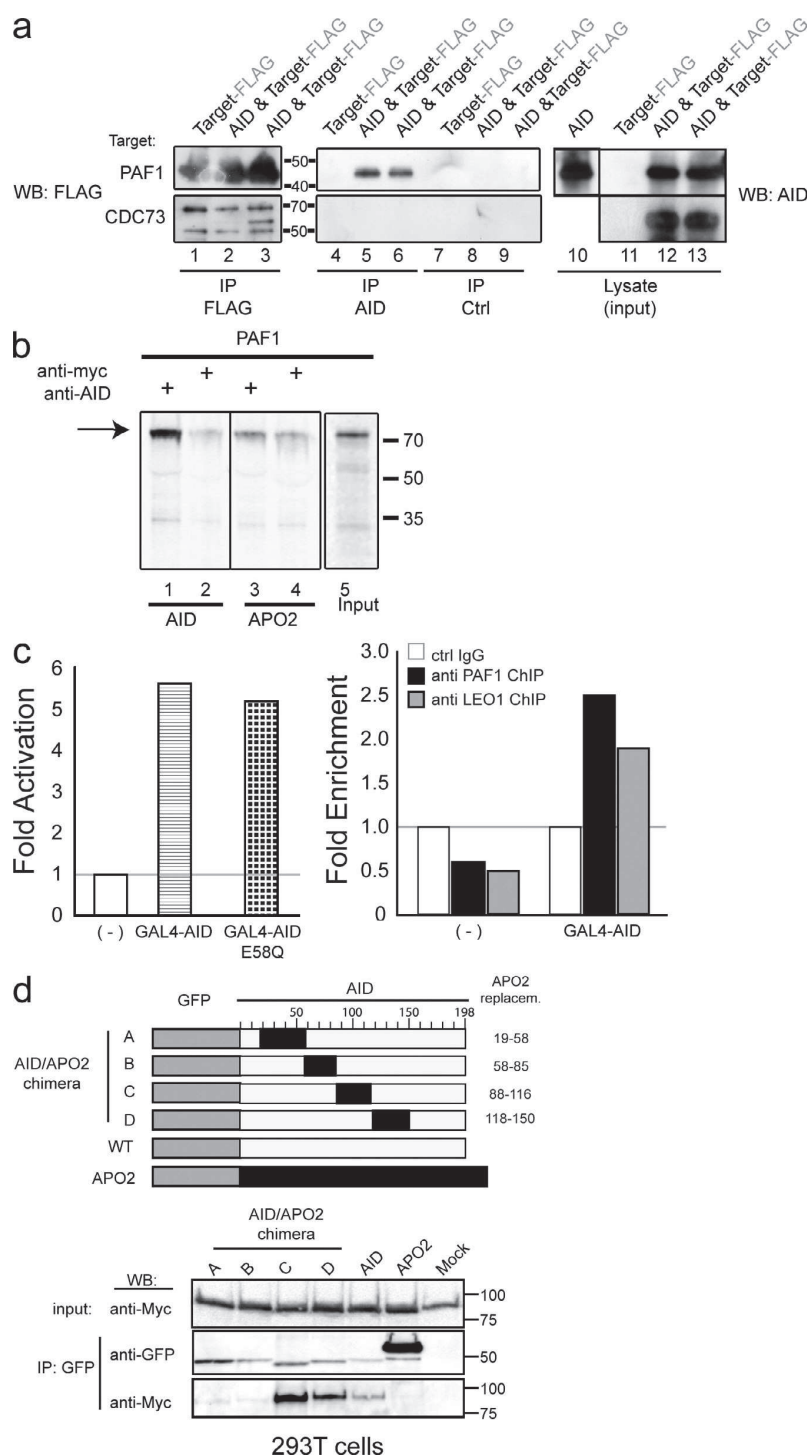 a
Target-FLAG
AID & Target-FLAG
AID & Target-FLAG
Target-FLAG
AID & Target-FLAG
AID & Target-FLAG
Target-FLAG
AID & Target-FLAG
AID & Target-FLAG
AID
Target-FLAG
AID & Target-FLAG
AID & Target-FLAG
Target:
WB: FLAG
PAF1
50
40
CDC73
70
50
WB: AID
1 2 3 4 5 6 7 8 9 10 11 12 13
IP FLAG
IP AID
IP Ctrl
Lysate (input)
b
PAF1
anti-myc + +
anti-AID + +
70
50
35
1 2 3 4 5
AID APO2 Input
c
Fold Activation
6
5
4
3
2
1
0
(-) GAL4-AID GAL4-AID E58Q
Fold Enrichment
3.0
2.5
2.0
1.5
1.0
0.5
0
ctrl IgG
anti PAF1 ChIP
anti LEO1 ChIP
(-) GAL4-AID
d
GFP AID APO2 replacem.
50 100 150 198
AID/APO2 chimera
A 19-58
B 58-85
C 88-116
D 118-150
WT
APO2
AID/APO2 chimera
A B C D AID APO2 Mock
WB:
input: anti-Myc 100
75
IP: GFP
anti-GFP 50
anti-Myc 100
75
293T cells